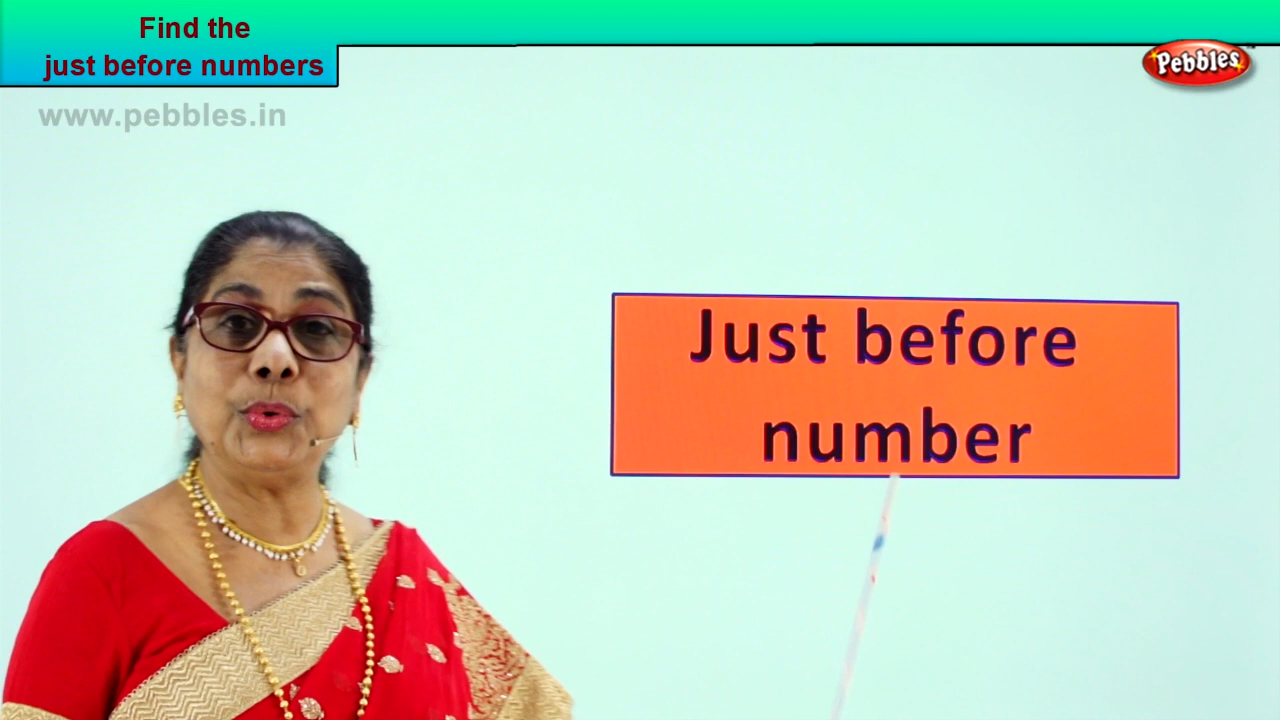 Find the
just before numbers
Pebbles
www.pebbles.in
Just before
number